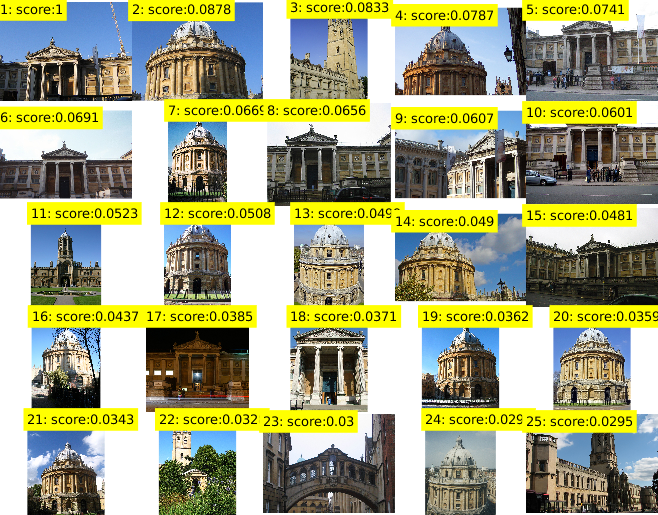 1: score:1
2: score:0.0878
3: score:0.0833
4: score:0.0787
5: score:0.0741
6: score:0.0691
7: score:0.0669
8: score:0.0656
9: score:0.0607
10: score:0.0601
11: score:0.0523
12: score:0.0508
13: score:0.049
14: score:0.049
15: score:0.0481
16: score:0.0437
17: score:0.0385
18: score:0.0371
19: score:0.0362
20: score:0.0359
21: score:0.0343
22: score:0.032
23: score:0.03
24: score:0.029
25: score:0.0295